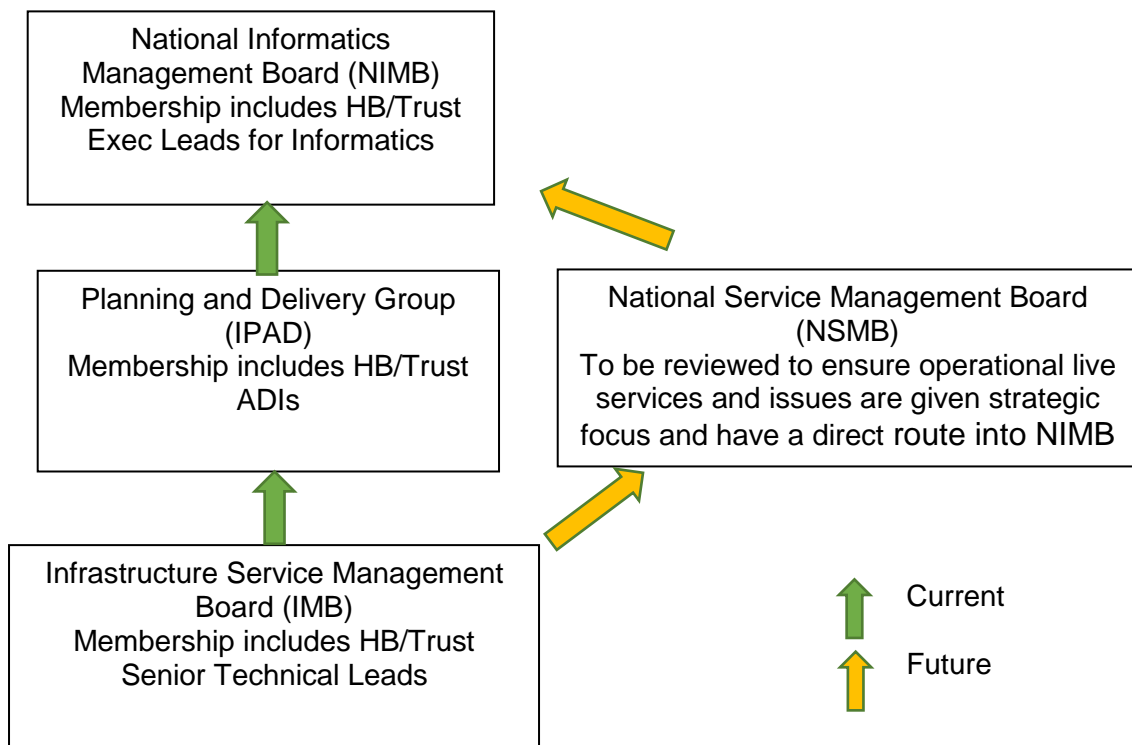 National Informatics
Management Board (NIMB)
Membership includes HB/Trust
Exec Leads for Informatics
Planning and Delivery Group
(IPAD)
Membership includes HB/Trust
ADIs
National Service Management Board
(NSMB)
To be reviewed to ensure operational live
services and issues are given strategic
focus and have a direct route into NIMB
Infrastructure Service Management
Board (IMB)
Membership includes HB/Trust
Senior Technical Leads
Current
Future